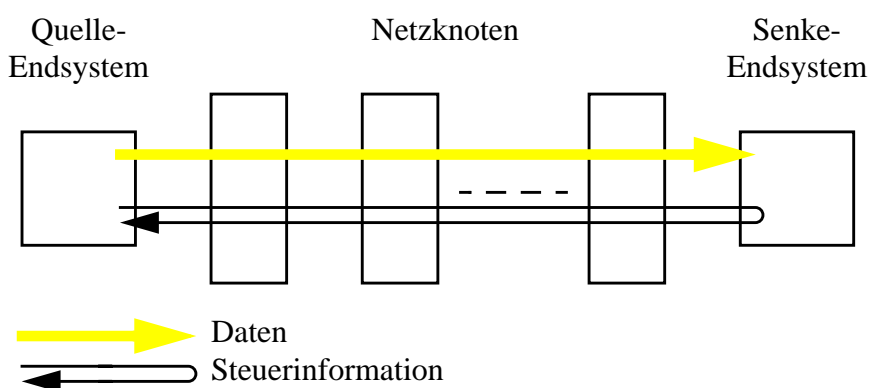 Quelle-
Endsystem
Netzknoten
Senke-
Endsystem
Daten
Steuerinformation